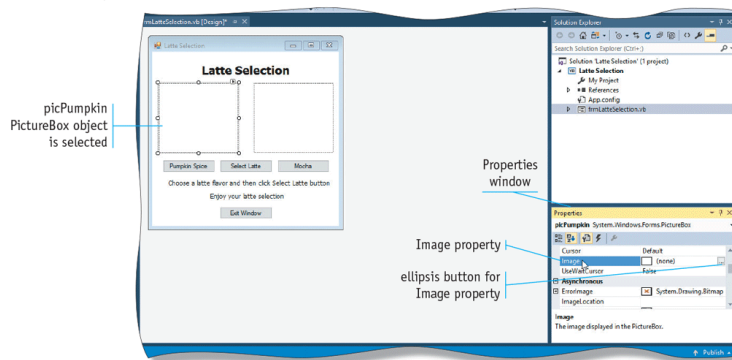 frmLatteSelection.vb [Design]*
Latte Selection
Latte Selection
Pumpkin Spice
Select Latte
Mocha
Choose a latte flavor and then click Select Latte button
Enjoy your latte selection
Exit Window
picPumpkin
PictureBox object
is selected
Properties
window
Image property
ellipsis button for
Image property
Solution Explorer
Search Solution Explorer (Ctrl+;)
Solution 'Latte Selection' (1 project)
Latte Selection
My Project
References
App.config
frmLatteSelection.vb
Properties
picPumpkin System.Windows.Forms.PictureBox
Cursor Default
Image (none)
UseWaitCursor False
Asynchronous
ErrorImage System.Drawing.Bitmap
ImageLocation
Image
The image displayed in the PictureBox.
Publish